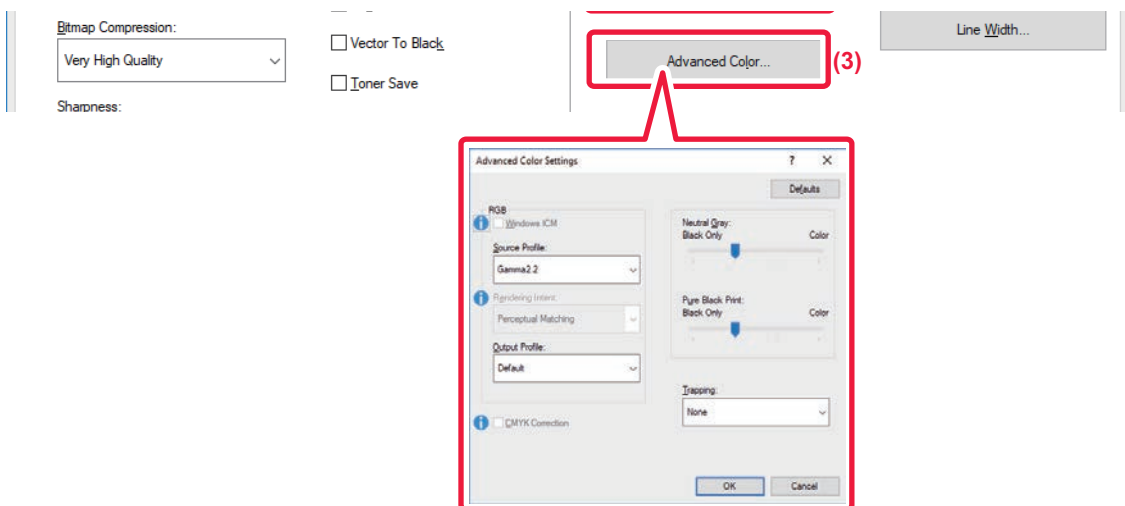 Bitmap Compression:
Very High Quality
Sharpness:
Vector To Black
Toner Save
Advanced Color...
(3)
Line Width...
Advanced Color Settings
? X
Defaults
RGB
Windows ICM
Source Profile:
Gamma2.2
Rendering Intent:
Perceptual Matching
Output Profile:
Default
CMYK Correction
Neutral Gray:
Black Only Color
Pure Black Print:
Black Only Color
Trapping:
None
OK Cancel